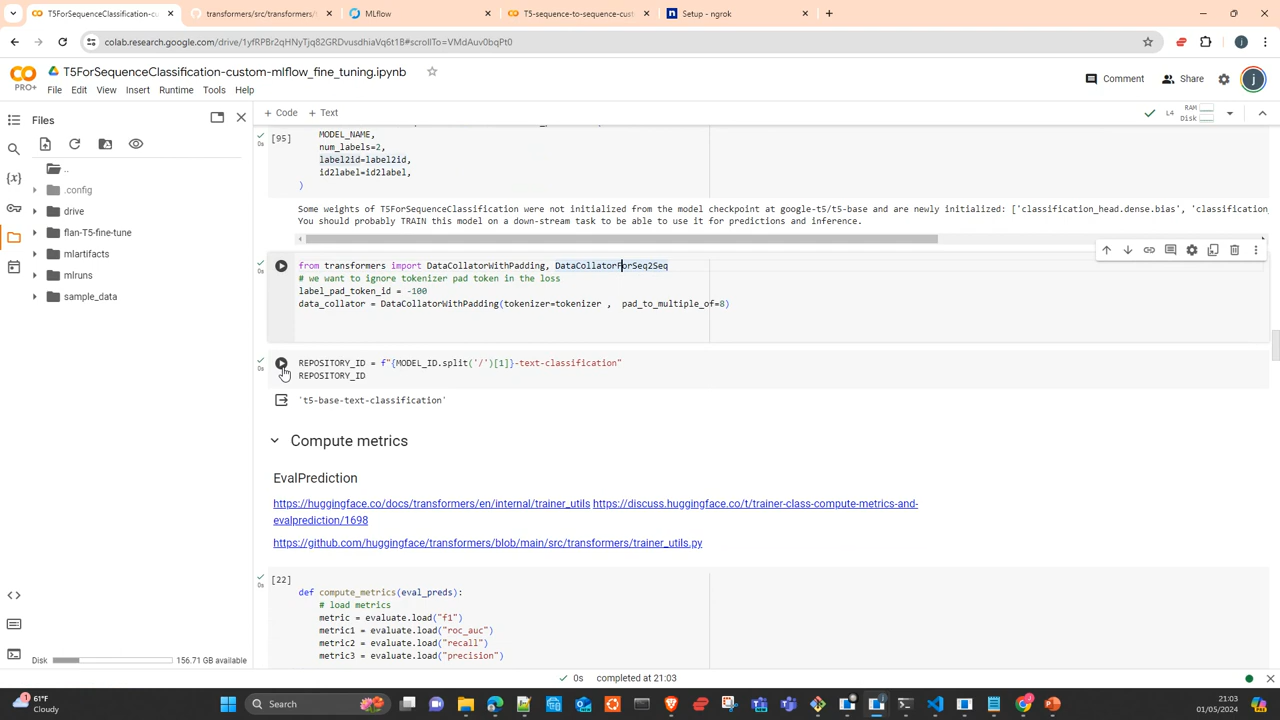 T5ForSequenceClassification-cu
transformers/src/transformers/t
MLflow
T5-sequence-to-sequence-cust
Setup - ngrok
colab.research.google.com/drive/1yfRPBr2qHNyTjq82GRDvusdhiaVq6t1B#scrollTo=VMdAuv0bqPt0
T5ForSequenceClassification-custom-mlflow_fine_tuning.ipynb
PRO+
File Edit View Insert Runtime Tools Help
Comment
Share
j
Files
+ Code + Text
RAM
Disk
L4
..
.config
drive
flan-T5-fine-tune
mlartifacts
mlruns
sample_data
Disk
156.71 GB available
0s
[95]
MODEL_NAME,
num_labels=2,
label2id=label2id,
id2label=id2label,
)
Some weights of T5ForSequenceClassification were not initialized from the model checkpoint at google-t5/t5-base and are newly initialized: ['classification_head.dense.bias', 'classification_
You should probably TRAIN this model on a down-stream task to be able to use it for predictions and inference.
0s
from transformers import DataCollatorWithPadding, DataCollatorForSeq2Seq
# we want to ignore tokenizer pad token in the loss
label_pad_token_id = -100
data_collator = DataCollatorWithPadding(tokenizer=tokenizer ,  pad_to_multiple_of=8)
0s
REPOSITORY_ID = f"{MODEL_ID.split('/')[1]}-text-classification"
REPOSITORY_ID
't5-base-text-classification'
Compute metrics
EvalPrediction
https://huggingface.co/docs/transformers/en/internal/trainer_utils https://discuss.huggingface.co/t/trainer-class-compute-metrics-and-
evalprediction/1698
https://github.com/huggingface/transformers/blob/main/src/transformers/trainer_utils.py
0s
[22]
def compute_metrics(eval_preds):
# load metrics
metric = evaluate.load("f1")
metric1 = evaluate.load("roc_auc")
metric2 = evaluate.load("recall")
metric3 = evaluate.load("precision")
0s completed at 21:03
61°F
Cloudy
Search
21:03
01/05/2024